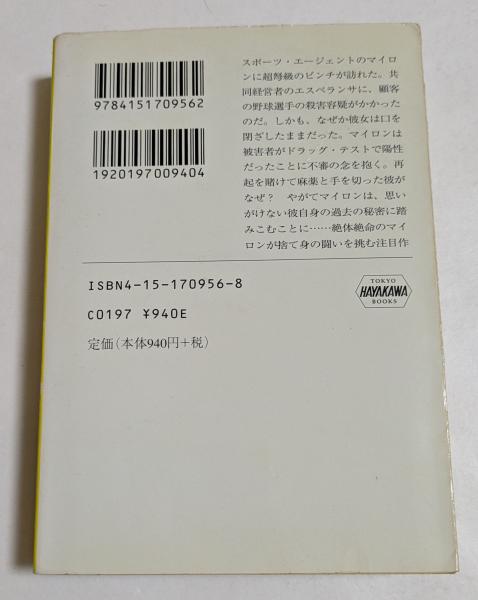 スポーツ・エージェントのマイロ
ンに超弩級のピンチが訪れた。共
同経営者のエスペランサに、顧客
の野球選手の殺害容疑がかかった
のだ。しかも、なぜか彼女は口を
閉ざしたままだった。マイロンは
被害者がドラッグ・テストで陽性
だったことに不審の念を抱く。再
起を賭けて麻薬と手を切った彼が
なぜ？　やがてマイロンは、思い
がけない彼自身の過去の秘密に踏
みこむことに……絶体絶命のマイ
ロンが捨て身の闘いを挑む注目作
9784151709562
1920197009404
ISBN4-15-170956-8
C0197 ¥940E
定価(本体940円+税)
TOKYO
HAYAKAWA
BOOKS